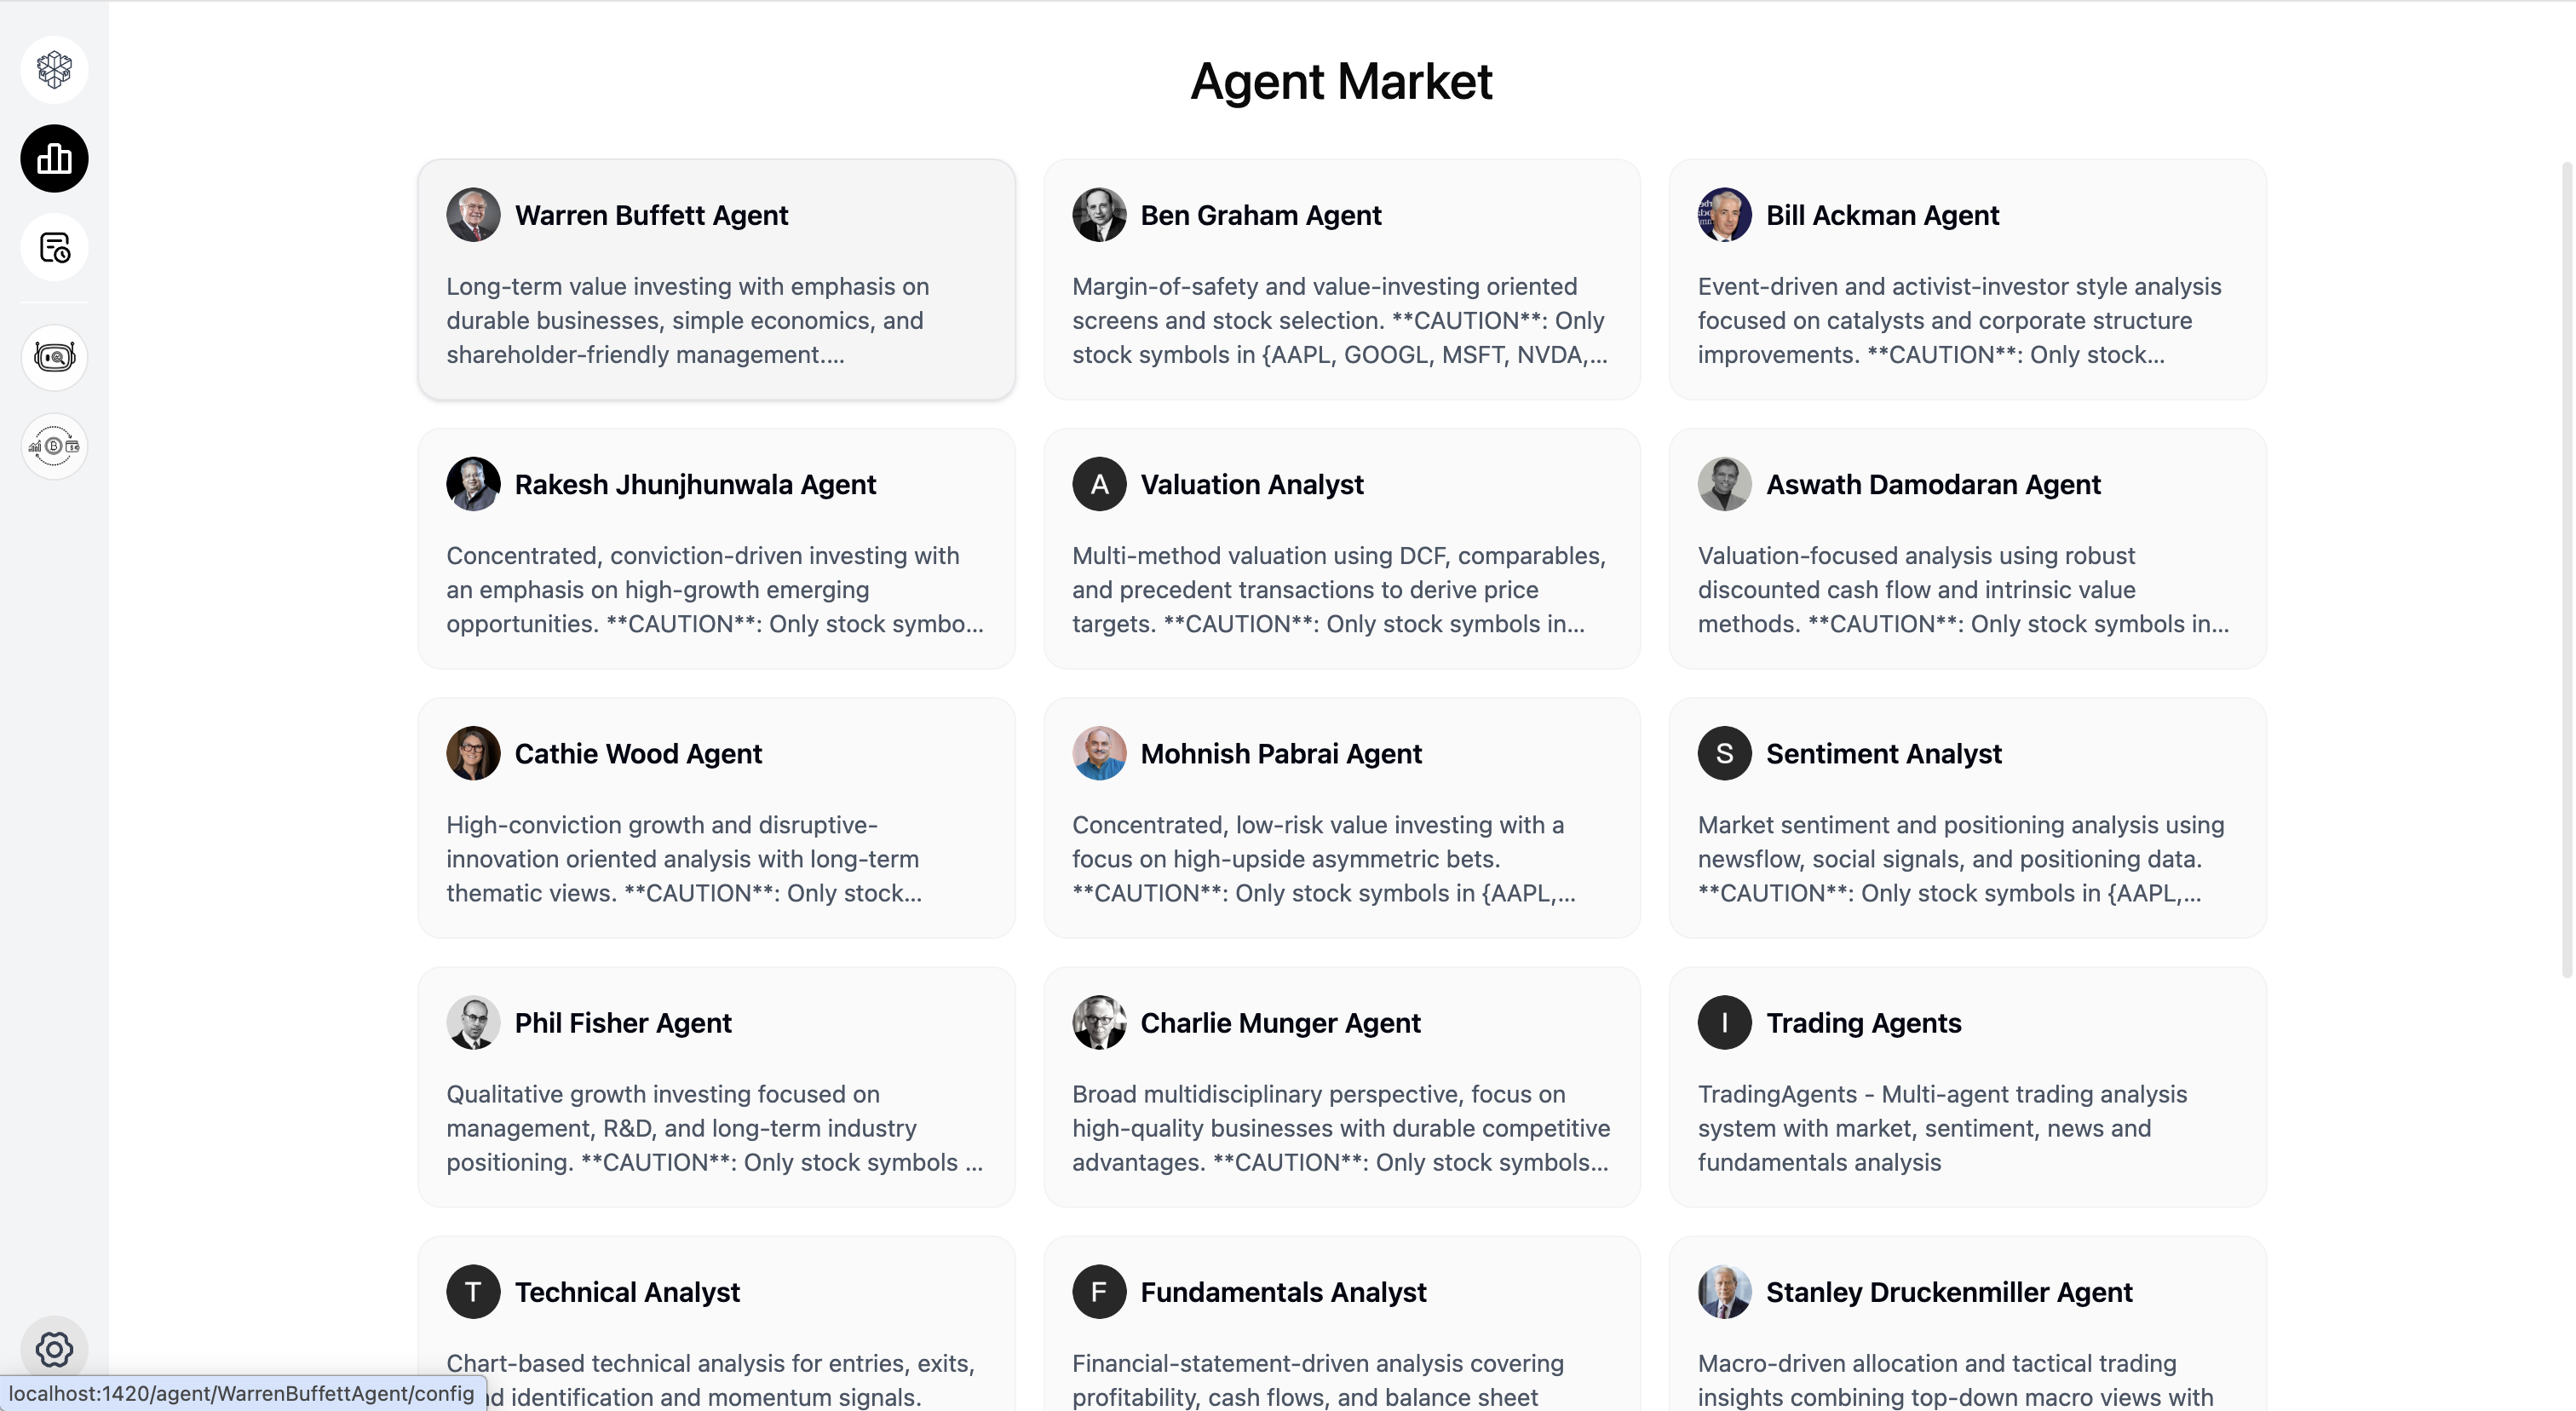 Agent Market
Warren Buffett Agent
Long-term value investing with emphasis on
durable businesses, simple economics, and
shareholder-friendly management....
Ben Graham Agent
Margin-of-safety and value-investing oriented
screens and stock selection. **CAUTION**: Only
stock symbols in {AAPL, GOOGL, MSFT, NVDA,...
Bill Ackman Agent
Event-driven and activist-investor style analysis
focused on catalysts and corporate structure
improvements. **CAUTION**: Only stock...
Rakesh Jhunjhunwala Agent
Concentrated, conviction-driven investing with
an emphasis on high-growth emerging
opportunities. **CAUTION**: Only stock symbo...
A
Valuation Analyst
Multi-method valuation using DCF, comparables,
and precedent transactions to derive price
targets. **CAUTION**: Only stock symbols in...
Aswath Damodaran Agent
Valuation-focused analysis using robust
discounted cash flow and intrinsic value
methods. **CAUTION**: Only stock symbols in...
Cathie Wood Agent
High-conviction growth and disruptive-
innovation oriented analysis with long-term
thematic views. **CAUTION**: Only stock...
Mohnish Pabrai Agent
Concentrated, low-risk value investing with a
focus on high-upside asymmetric bets.
**CAUTION**: Only stock symbols in {AAPL,...
S
Sentiment Analyst
Market sentiment and positioning analysis using
newsflow, social signals, and positioning data.
**CAUTION**: Only stock symbols in {AAPL,...
Phil Fisher Agent
Qualitative growth investing focused on
management, R&D, and long-term industry
positioning. **CAUTION**: Only stock symbols ...
Charlie Munger Agent
Broad multidisciplinary perspective, focus on
high-quality businesses with durable competitive
advantages. **CAUTION**: Only stock symbols...
I
Trading Agents
TradingAgents - Multi-agent trading analysis
system with market, sentiment, news and
fundamentals analysis
T
Technical Analyst
Chart-based technical analysis for entries, exits,
identification and momentum signals.
F
Fundamentals Analyst
Financial-statement-driven analysis covering
profitability, cash flows, and balance sheet
Stanley Druckenmiller Agent
Macro-driven allocation and tactical trading
insights combining top-down macro views with
localhost:1420/agent/WarrenBuffettAgent/config